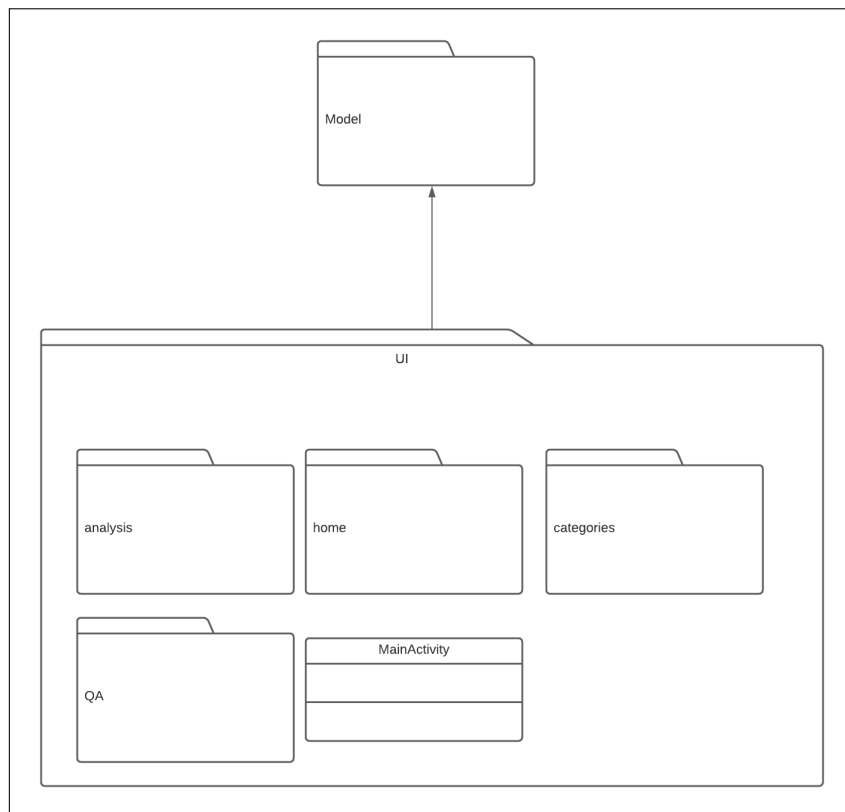 Model
UI
analysis
home
categories
QA
MainActivity